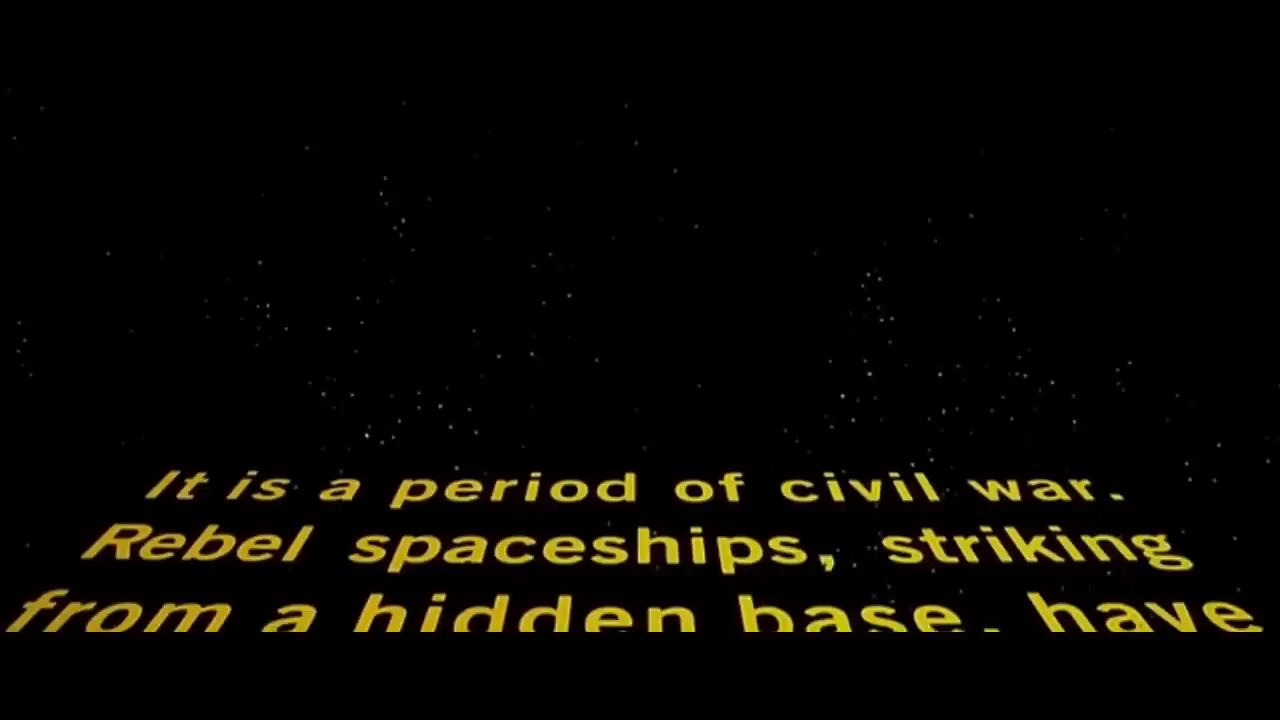 It is a period of civil war.
Rebel spaceships, striking
from a hidden base, have